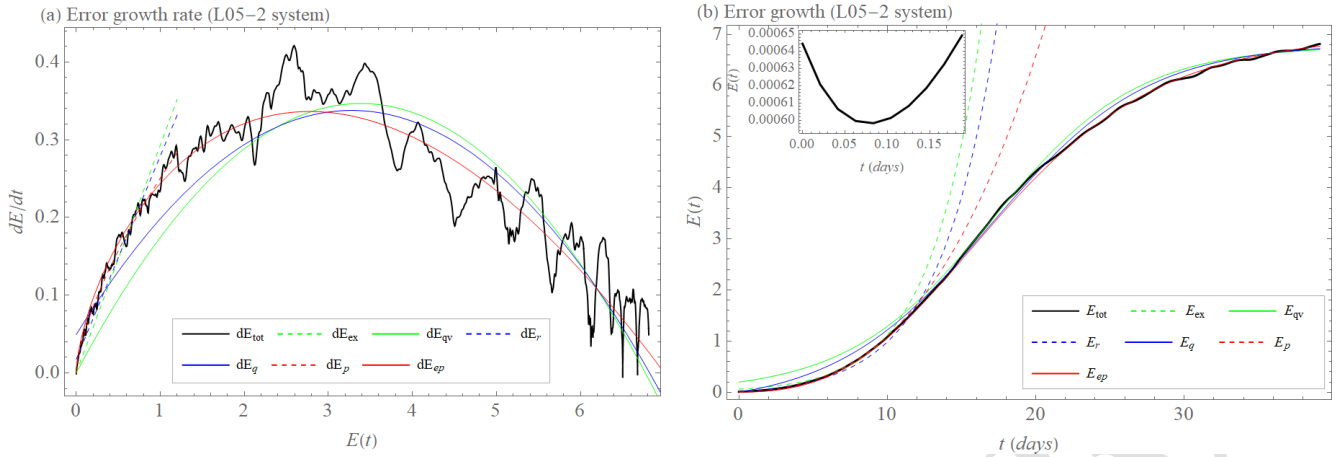 (a) Error growth rate (L05−2 system)
dE/dt
0.4
0.3
0.2
0.1
0.0
dE_tot dE_ex dE_qv dE_r
dE_q dE_p dE_ep
0 1 2 3 4 5 6
E(t)
(b) Error growth (L05−2 system)
E(t)
7
6
5
4
3
2
1
0
E(t)
0.00065
0.00064
0.00063
0.00062
0.00061
0.00060
0.00 0.05 0.10 0.15
t (days)
E_tot E_ex E_qv
E_r E_q E_p
E_ep
0 10 20 30
t (days)